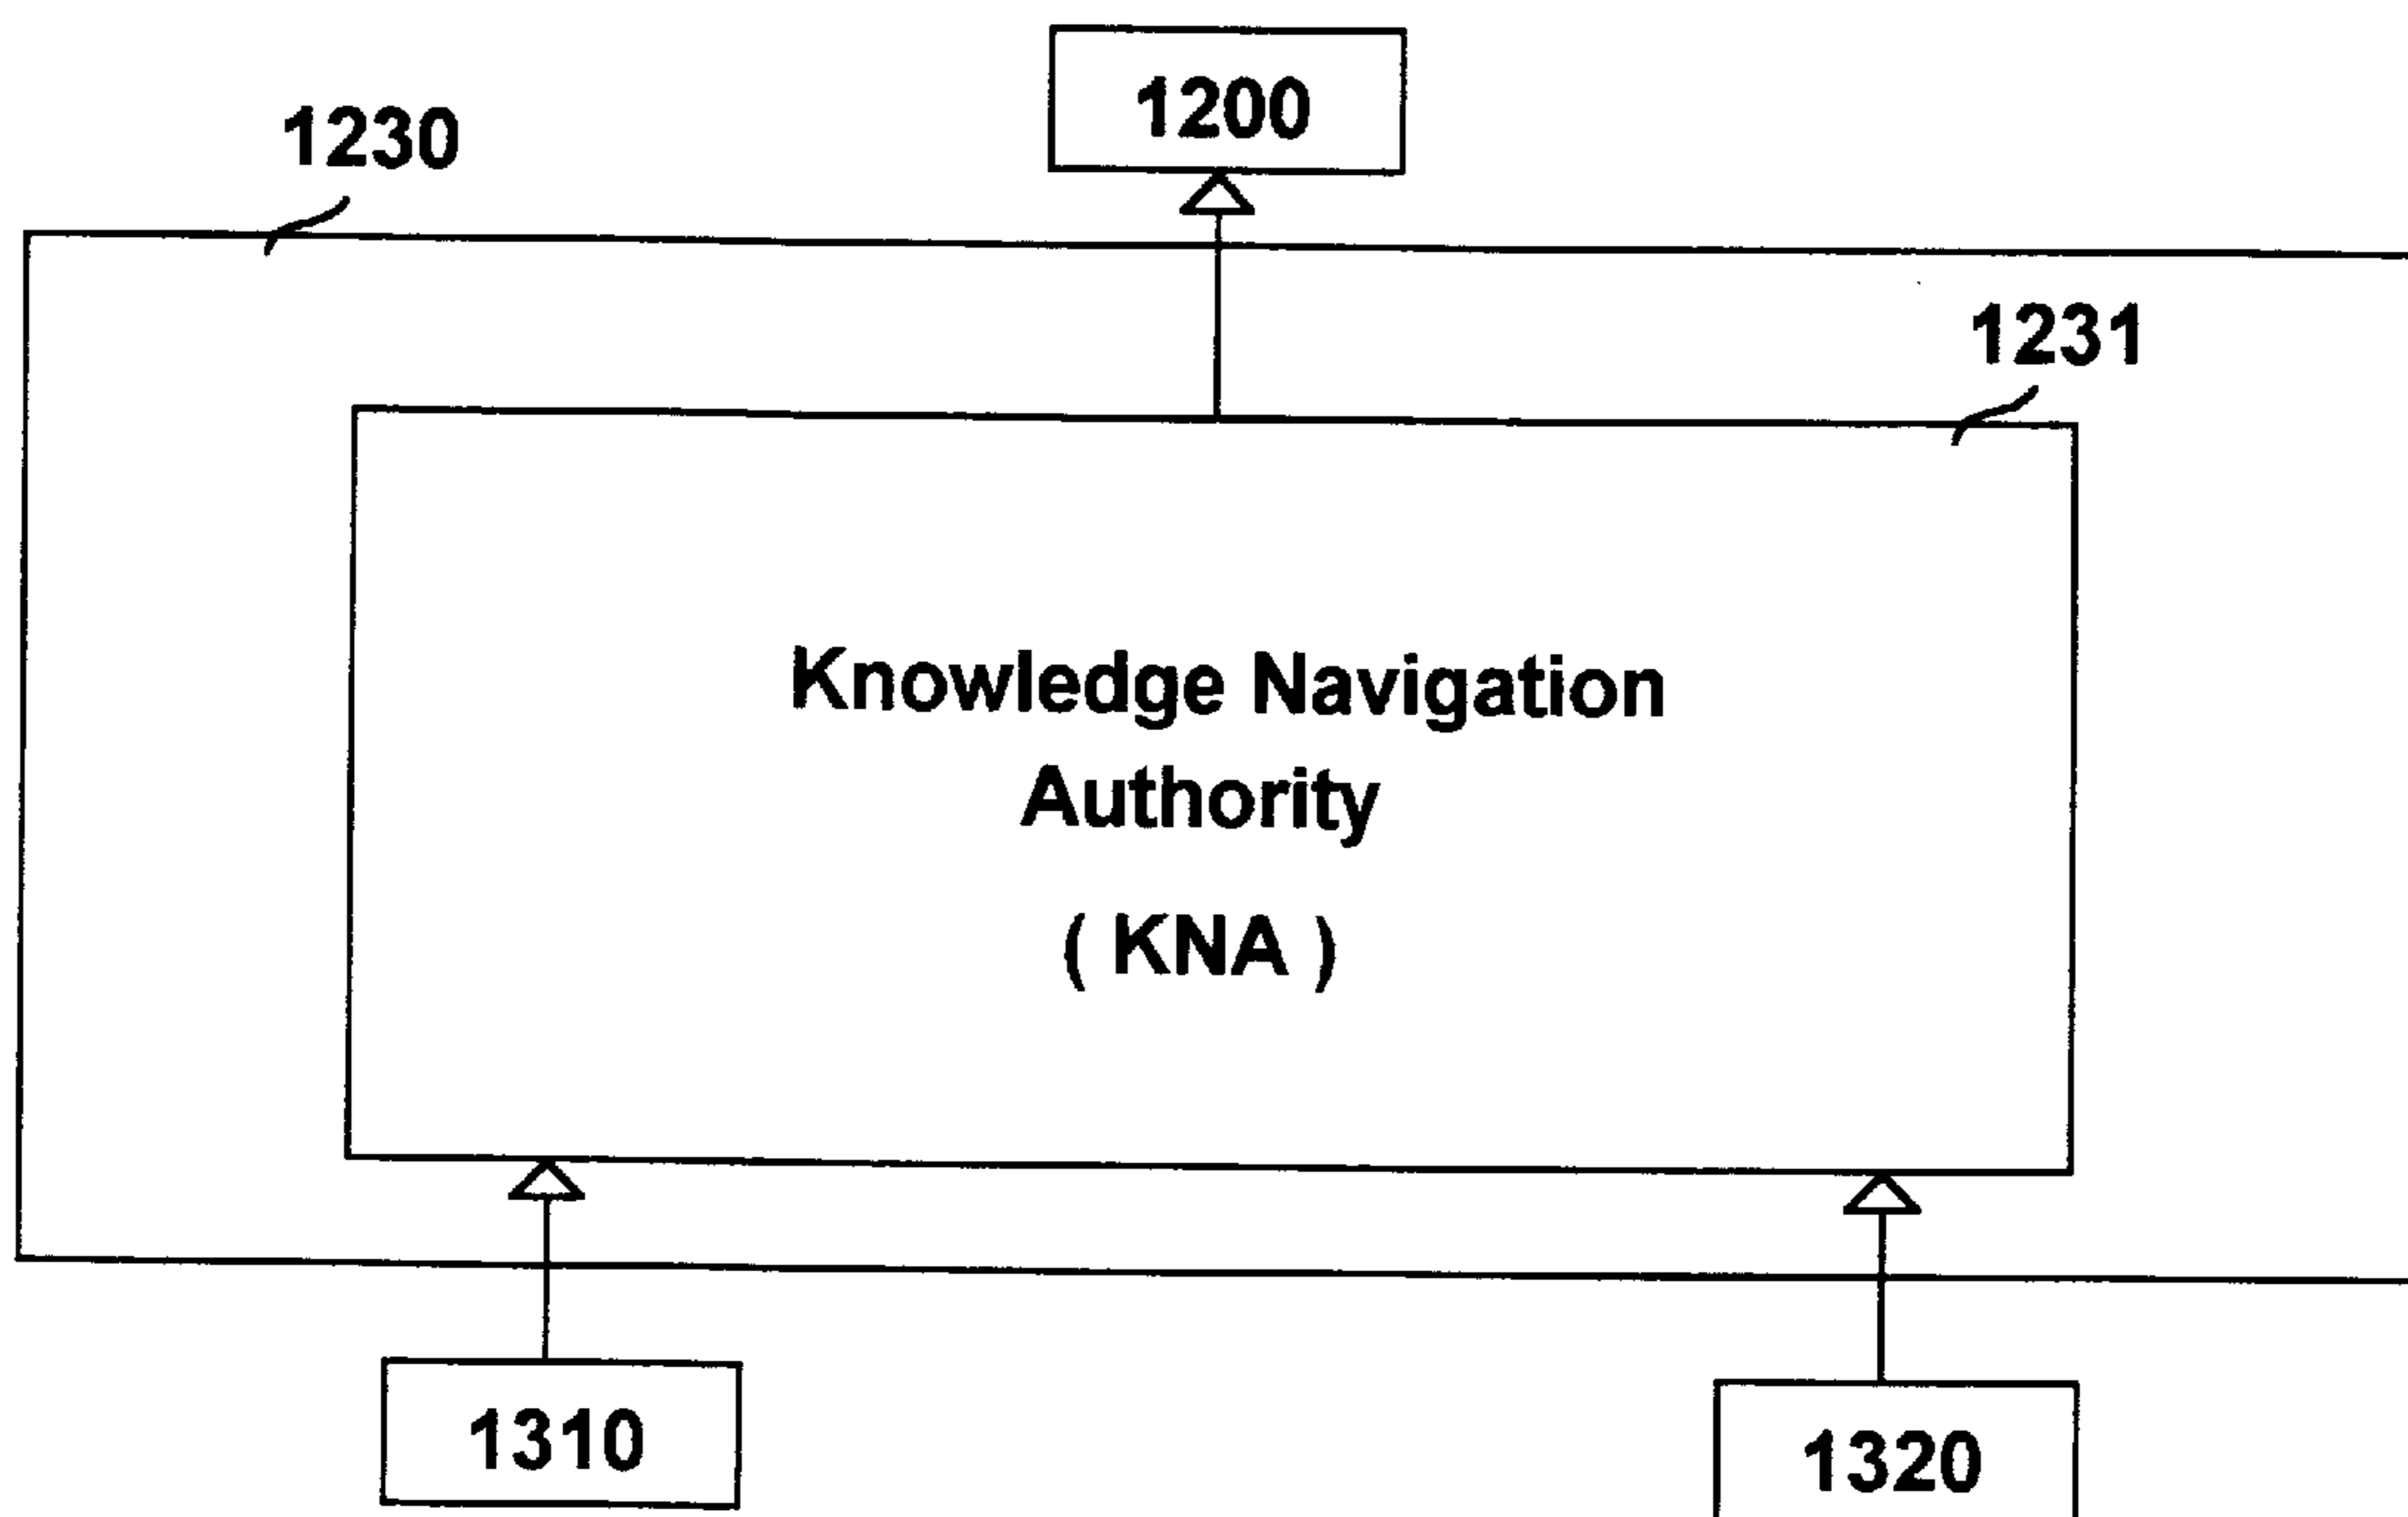 1200
1230
1231
Knowledge Navigation
Authority
( KNA )
1310
1320